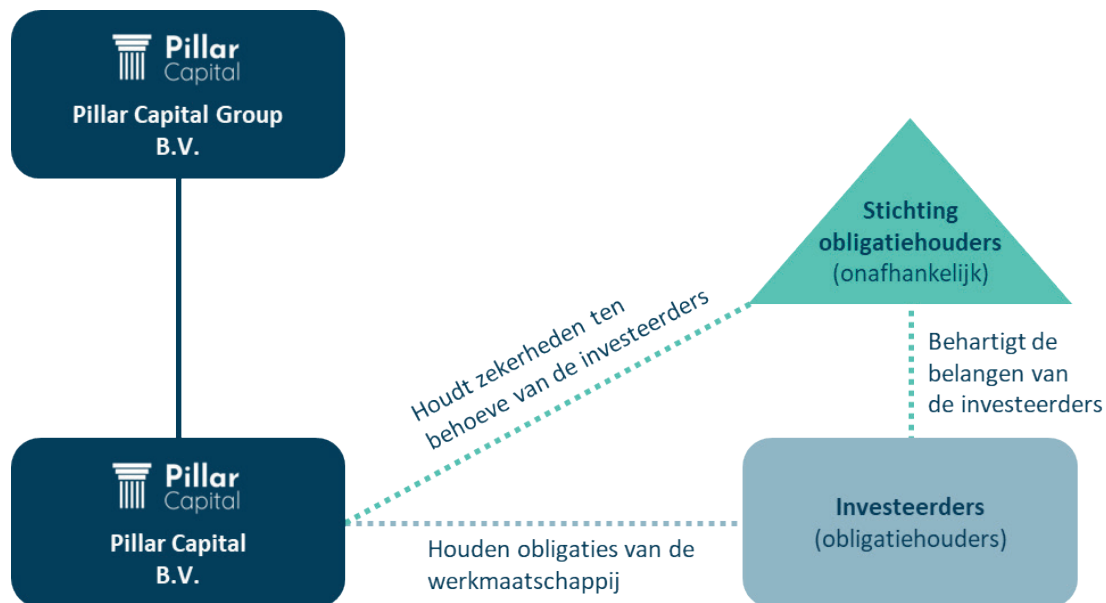 Pillar
Capital
Pillar Capital Group
B.V.
Stichting
obligatiehouders
(onafhankelijk)
Houdt zekerheden ten
behoeve van de investeerders
Behartigt de
belangen van
de investeerders
Pillar
Capital
Pillar Capital
B.V.
Houden obligaties van de
werkmaatschappij
Investeerders
(obligatiehouders)